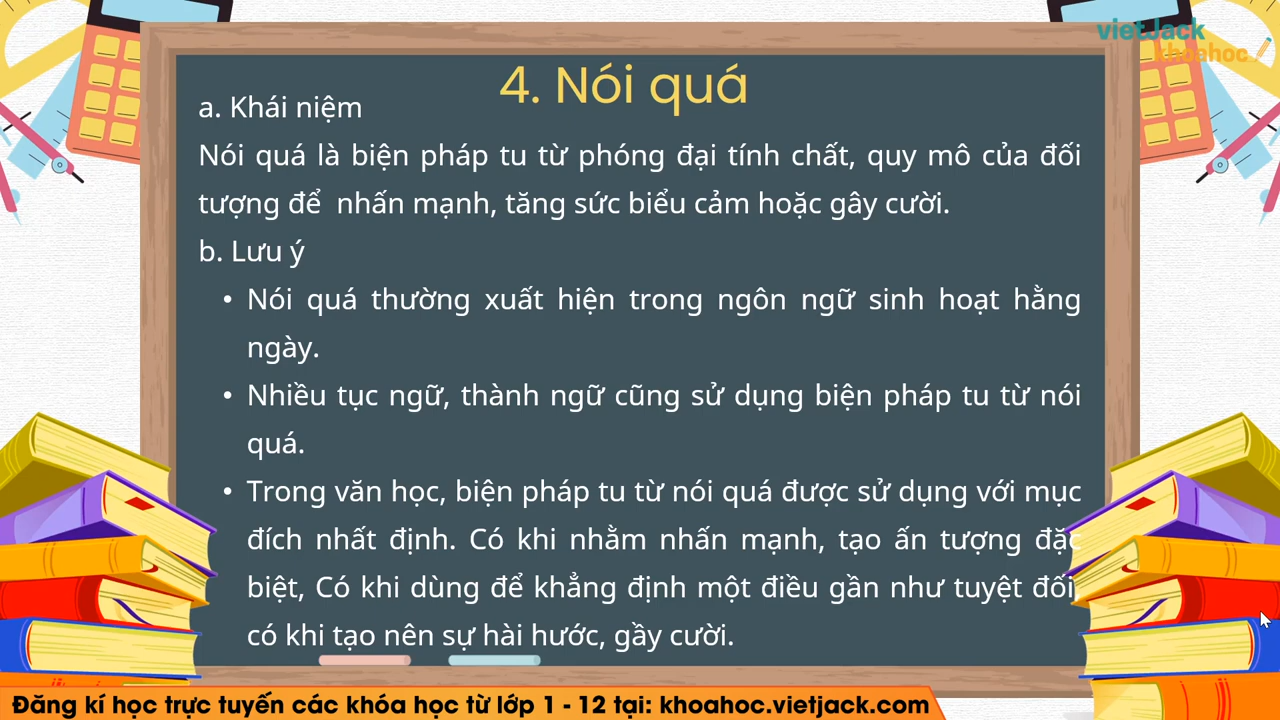 vietJack
khoahoc
4. Nói quá
a. Khái niệm
Nói quá là biện pháp tu từ phóng đại tính chất, quy mô của đối
tượng để nhấn mạnh, tăng sức biểu cảm hoặc gây cười.
b. Lưu ý
• Nói quá thường xuất hiện trong ngôn ngữ sinh hoạt hằng
ngày.
• Nhiều tục ngữ, thành ngữ cũng sử dụng biện pháp tu từ nói
quá.
• Trong văn học, biện pháp tu từ nói quá được sử dụng với mục
đích nhất định. Có khi nhằm nhấn mạnh, tạo ấn tượng đặc
biệt, Có khi dùng để khẳng định một điều gần như tuyệt đối,
có khi tạo nên sự hài hước, gầy cười.
Đăng kí học trực tuyến các khóa học từ lớp 1 - 12 tại: khoahoc.vietjack.com